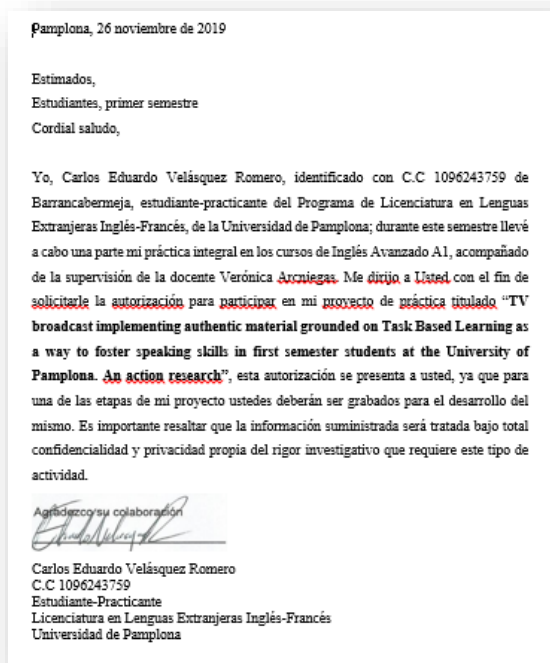 Pamplona, 26 noviembre de 2019
Estimados,
Estudiantes, primer semestre
Cordial saludo,
Yo, Carlos Eduardo Velásquez Romero, identificado con C.C 1096243759 de
Barrancabermeja, estudiante-practicante del Programa de Licenciatura en Lenguas
Extranjeras Inglés-Francés, de la Universidad de Pamplona; durante este semestre llevé
a cabo una parte mi práctica integral en los cursos de Inglés Avanzado A1, acompañado
de la supervisión de la docente Verónica Arcniegas. Me dirijo a Usted con el fin de
solicitarle la autorización para participar en mi proyecto de práctica titulado “TV
broadcast implementing authentic material grounded on Task Based Learning as
a way to foster speaking skills in first semester students at the University of
Pamplona. An action research”, esta autorización se presenta a usted, ya que para
una de las etapas de mi proyecto ustedes deberán ser grabados para el desarrollo del
mismo. Es importante resaltar que la información suministrada será tratada bajo total
confidencialidad y privacidad propia del rigor investigativo que requiere este tipo de
actividad.
Agradezco su colaboración
Carlos Eduardo Velásquez Romero
C.C 1096243759
Estudiante-Practicante
Licenciatura en Lenguas Extranjeras Inglés-Francés
Universidad de Pamplona